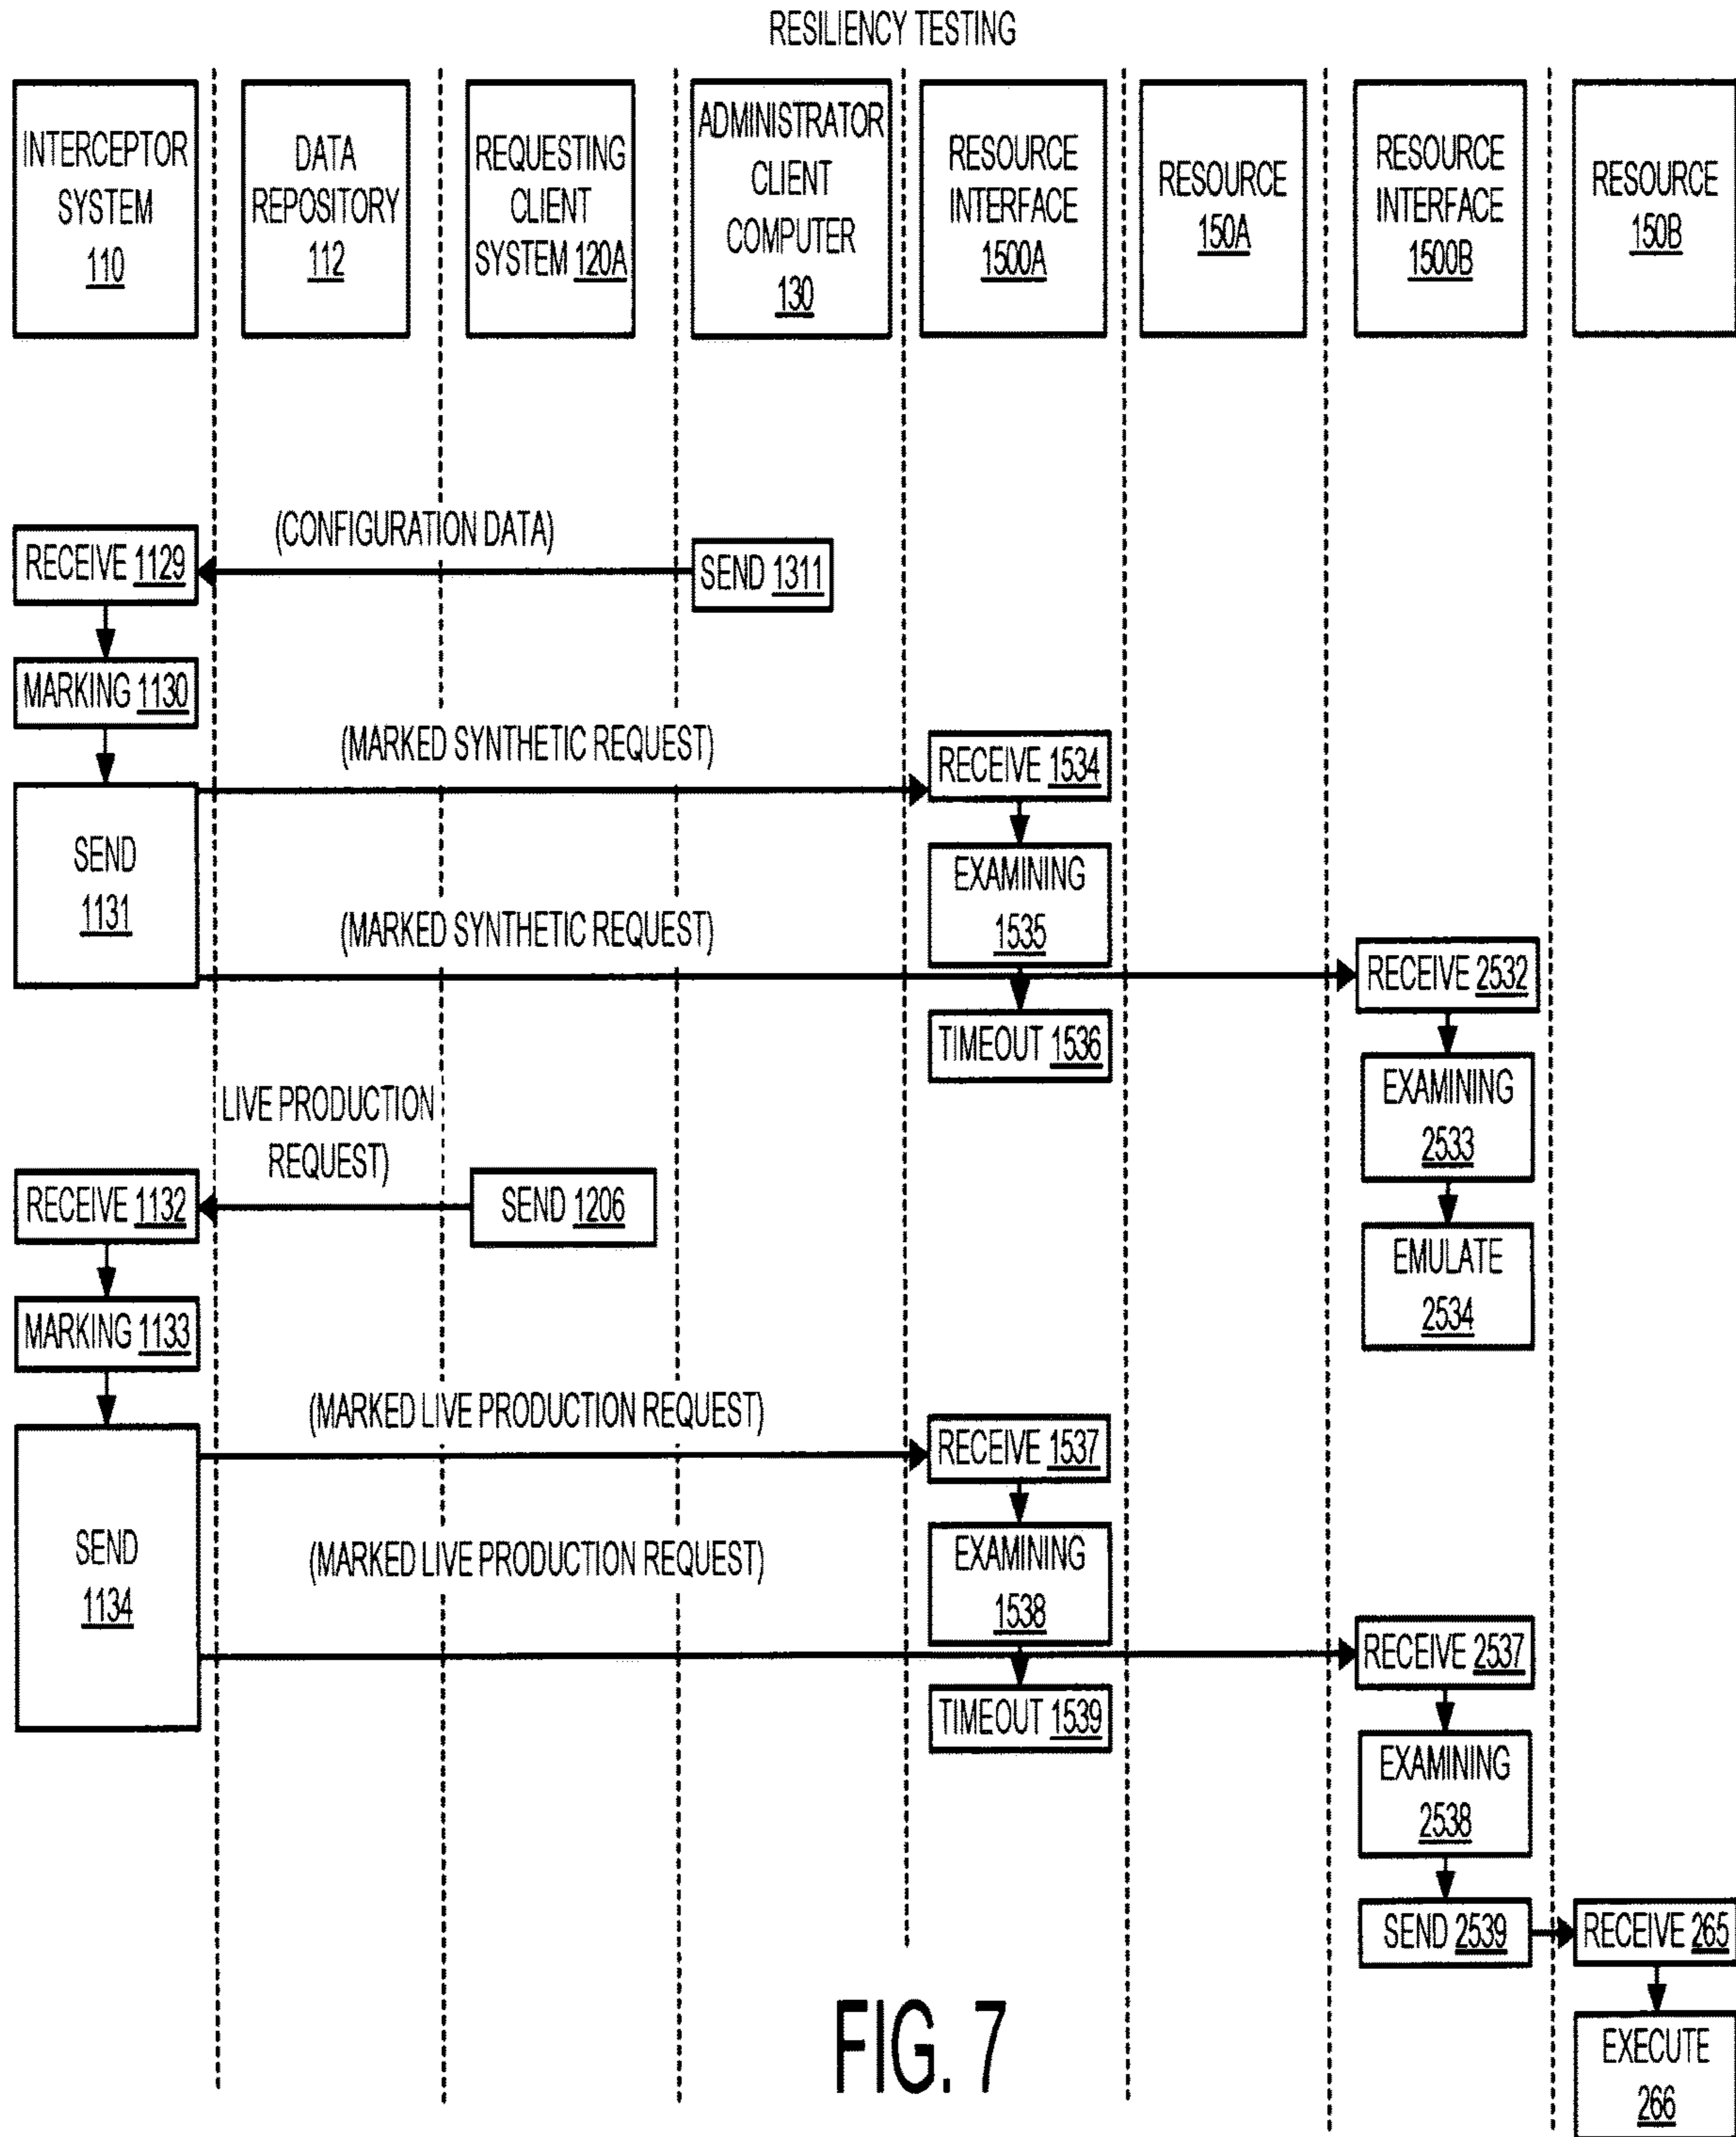 RESILIENCY TESTING
INTERCEPTOR
SYSTEM
110
DATA
REPOSITORY
112
REQUESTING
CLIENT
SYSTEM 120A
ADMINISTRATOR
CLIENT
COMPUTER
130
RESOURCE
INTERFACE
1500A
RESOURCE
150A
RESOURCE
INTERFACE
1500B
RESOURCE
150B
(CONFIGURATION DATA)
RECEIVE 1129
SEND 1311
MARKING 1130
(MARKED SYNTHETIC REQUEST)
RECEIVE 1534
SEND
1131
EXAMINING
1535
(MARKED SYNTHETIC REQUEST)
RECEIVE 2532
TIMEOUT 1536
EXAMINING
2533
LIVE PRODUCTION
REQUEST)
RECEIVE 1132
SEND 1206
EMULATE
2534
MARKING 1133
(MARKED LIVE PRODUCTION REQUEST)
RECEIVE 1537
SEND
1134
EXAMINING
1538
(MARKED LIVE PRODUCTION REQUEST)
RECEIVE 2537
TIMEOUT 1539
EXAMINING
2538
SEND 2539
RECEIVE 265
EXECUTE
266
FIG. 7